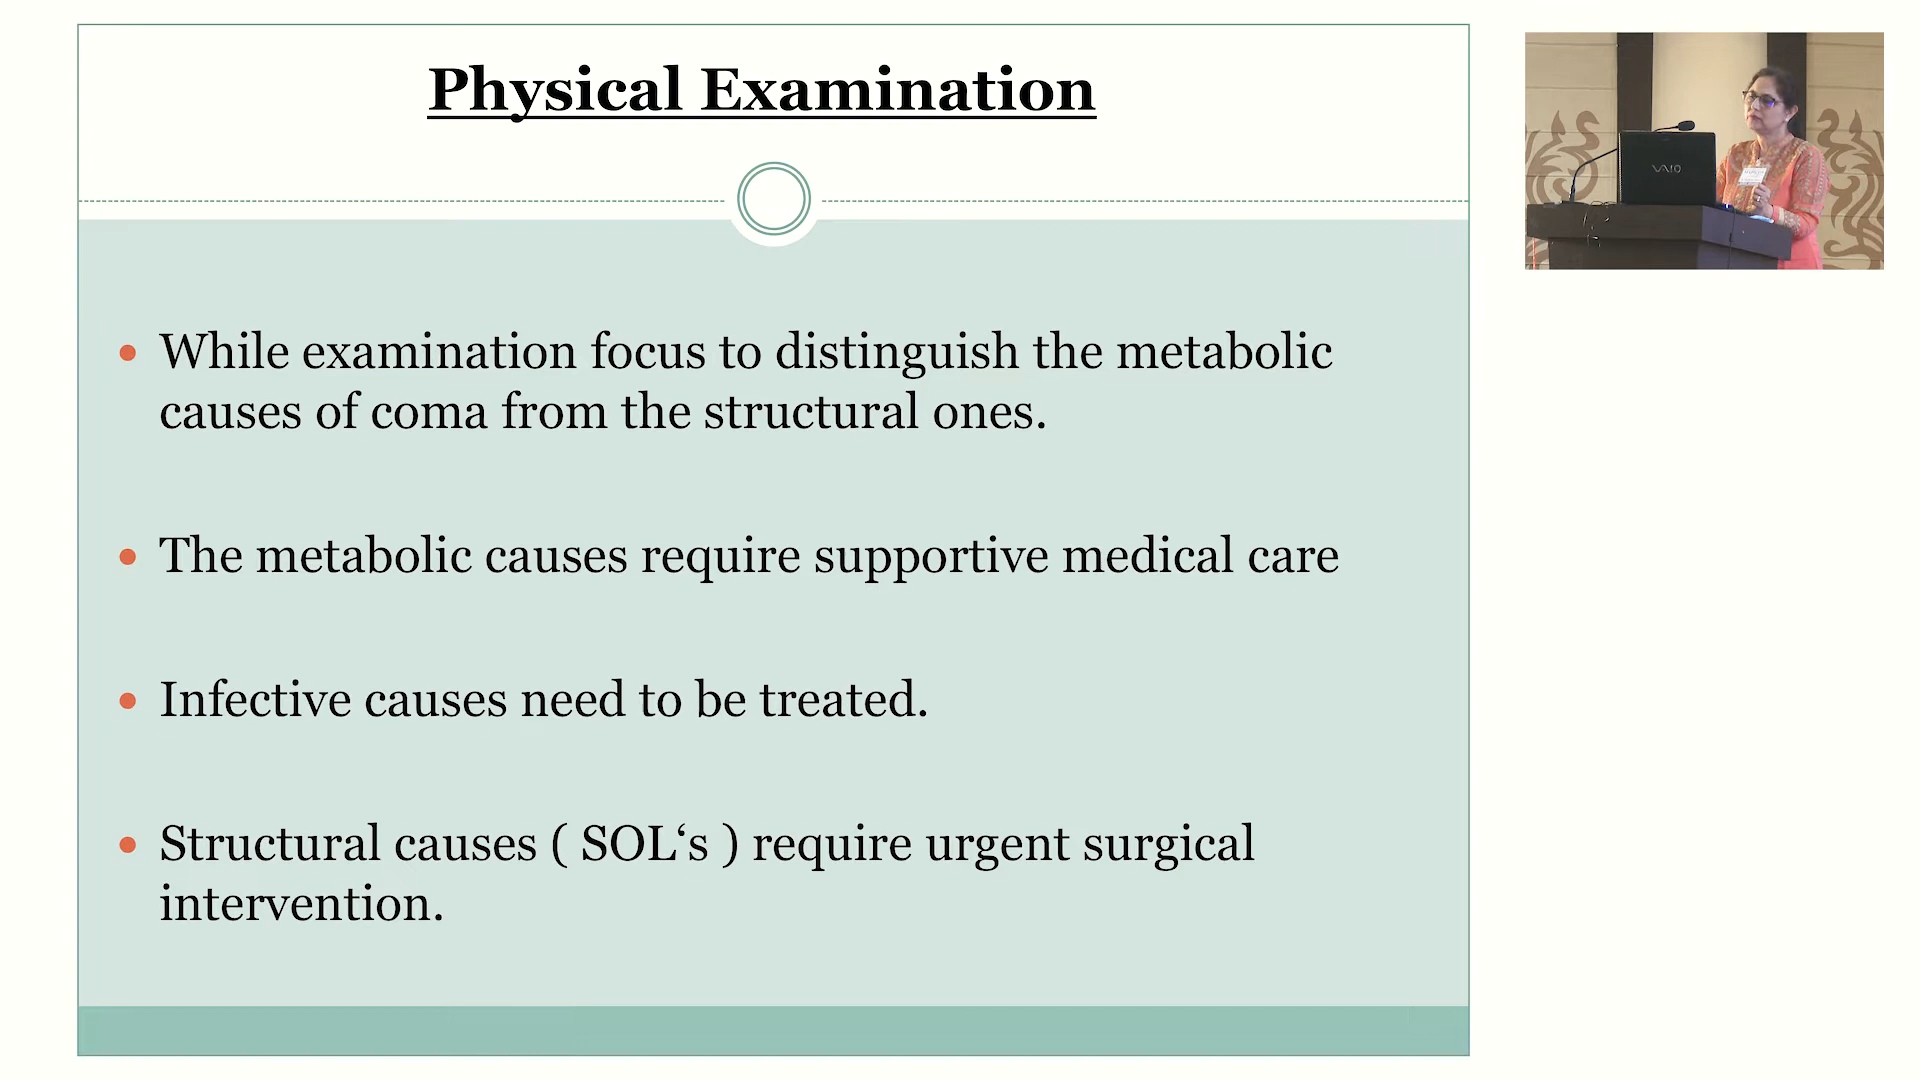 Physical Examination
• While examination focus to distinguish the metabolic
causes of coma from the structural ones.
• The metabolic causes require supportive medical care
• Infective causes need to be treated.
• Structural causes ( SOL‘s ) require urgent surgical
intervention.
VAIO